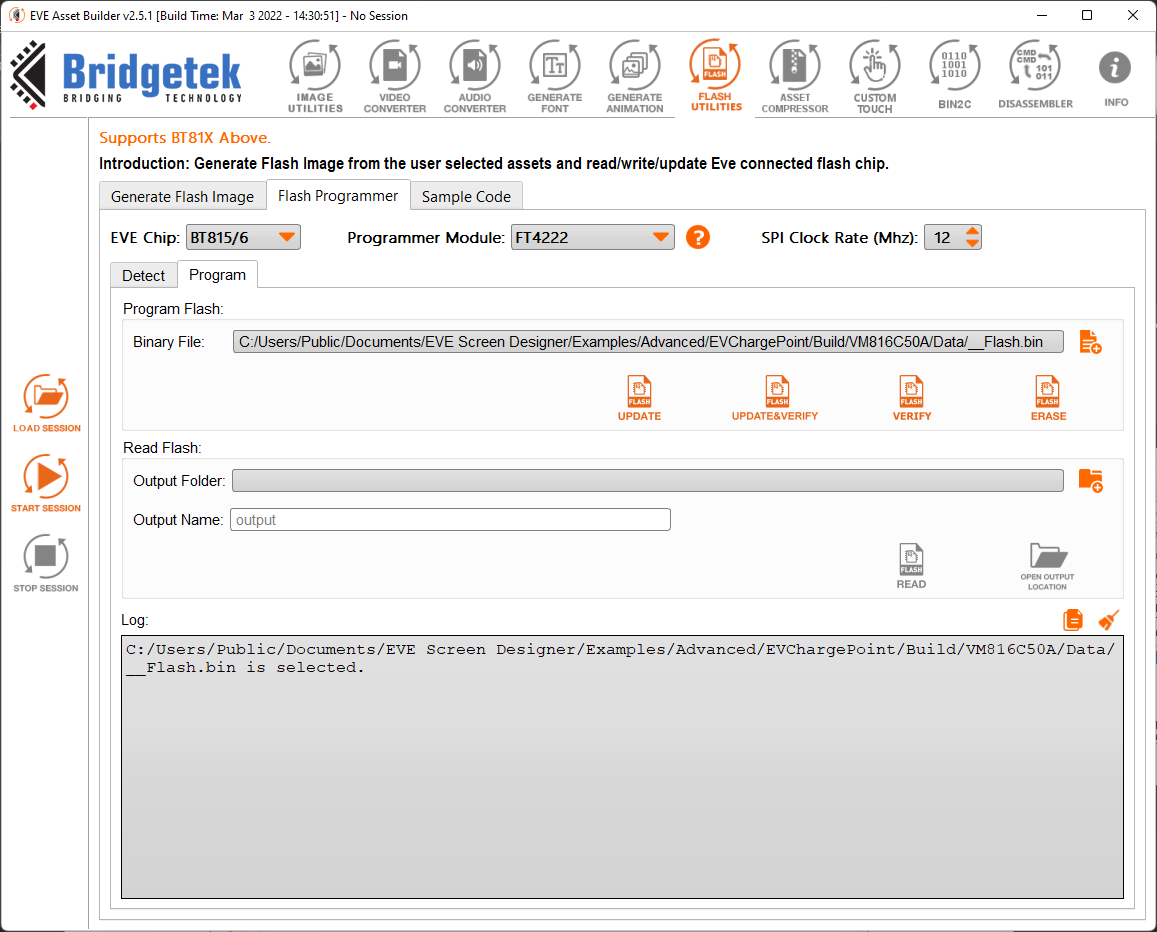 EVE Asset Builder v2.5.1 [Build Time: Mar 3 2022 - 14:30:51] - No Session
Bridgetek
BRIDGING TECHNOLOGY
IMAGE UTILITIES
VIDEO CONVERTER
AUDIO CONVERTER
GENERATE FONT
GENERATE ANIMATION
FLASH
FLASH UTILITIES
ASSET COMPRESSOR
CUSTOM TOUCH
0110
1001
1010
BIN2C
CMD
CMD
101
011
DISASSEMBLER
INFO
Supports BT81X Above.
Introduction: Generate Flash Image from the user selected assets and read/write/update Eve connected flash chip.
Generate Flash Image Flash Programmer Sample Code
EVE Chip: BT815/6 Programmer Module: FT4222 ? SPI Clock Rate (Mhz): 12
Detect Program
Program Flash:
Binary File: C:/Users/Public/Documents/EVE Screen Designer/Examples/Advanced/EVChargePoint/Build/VM816C50A/Data/__Flash.bin
FLASH FLASH FLASH FLASH
UPDATE UPDATE&VERIFY VERIFY ERASE
LOAD SESSION
START SESSION
STOP SESSION
Read Flash:
Output Folder:
Output Name: output
FLASH
READ
OPEN OUTPUT
LOCATION
Log:
C:/Users/Public/Documents/EVE Screen Designer/Examples/Advanced/EVChargePoint/Build/VM816C50A/Data/
__Flash.bin is selected.